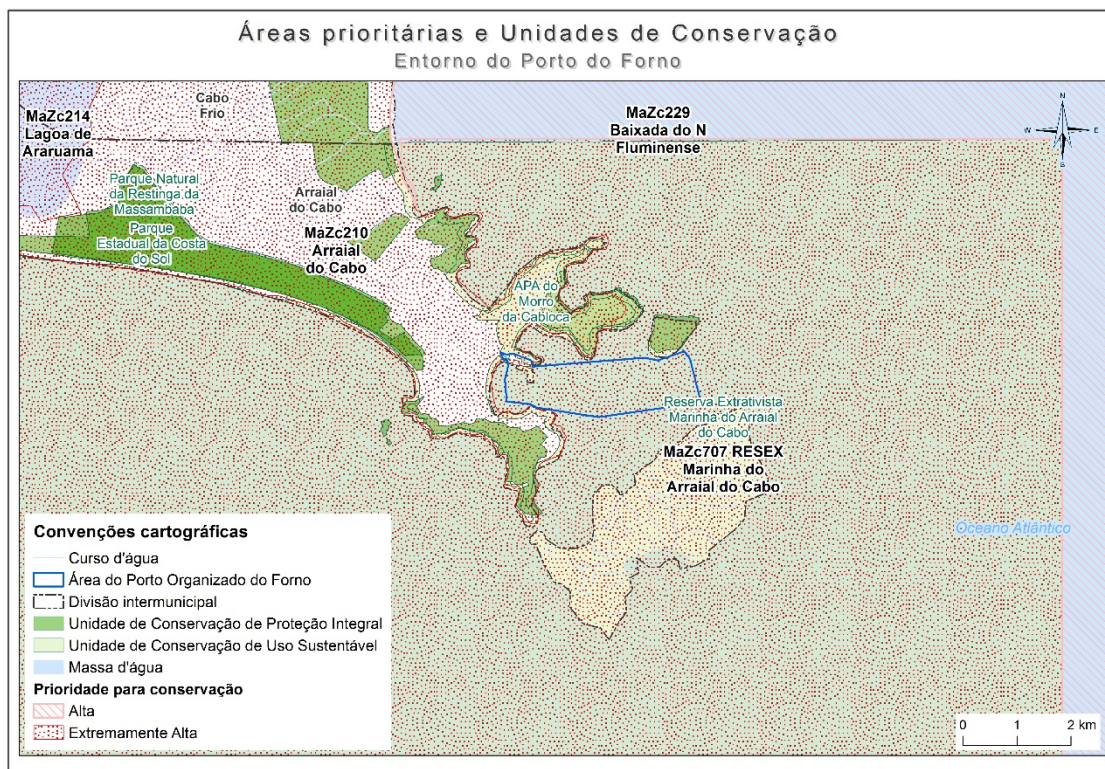 Áreas prioritárias e Unidades de Conservação
Entorno do Porto do Forno
Cabo
Frio
MaZc214
Lagoa de
Araruama
MaZc229
Baixada do N
Fluminense
N
W
E
S
Parque Natural
da Restinga da
Massambaba
Arraial
do Cabo
Parque
Estadual da Costa
do Sol
MaZc210
Arraial
do Cabo
APA do
Morro
da Cabloca
Reserva Extrativista
Marinha do Arraial
do Cabo
MaZc707 RESEX
Marinha do
Arraial do Cabo
Oceano Atlântico
Convenções cartográficas
Curso d'água
Área do Porto Organizado do Forno
Divisão intermunicipal
Unidade de Conservação de Proteção Integral
Unidade de Conservação de Uso Sustentável
Massa d'água
Prioridade para conservação
Alta
Extremamente Alta
0 1 2 km